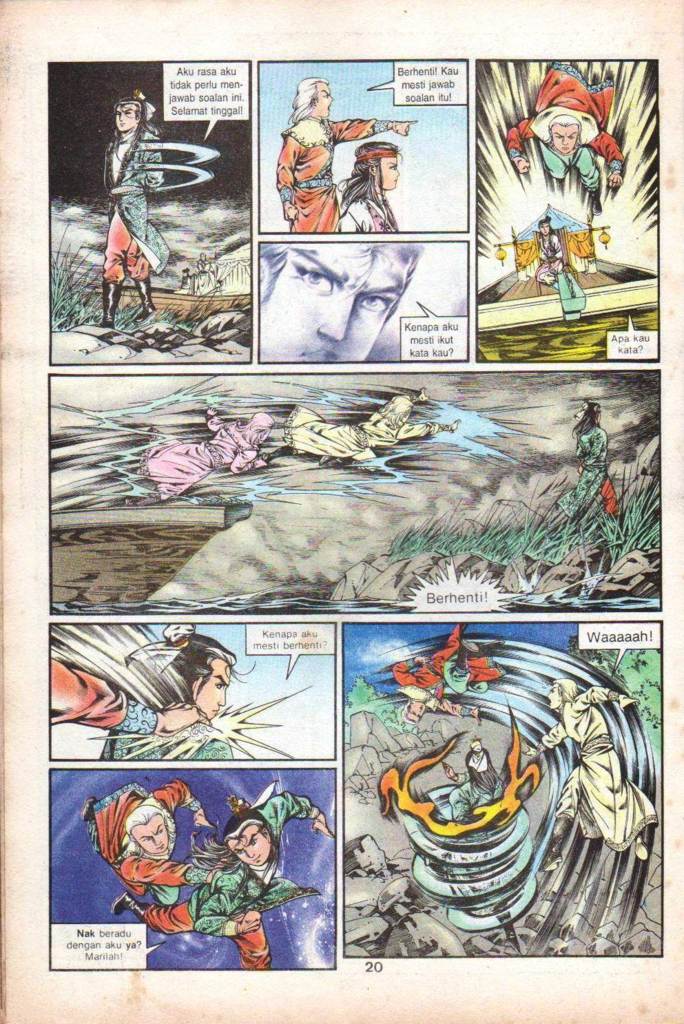 Aku rasa aku
tidak perlu men-
jawab soalan ini.
Selamat tinggal!
Berhenti! Kau
mesti jawab
soalan itu!
Kenapa aku
mesti ikut
kata kau?
Apa kau
kata?
Berhenti!
Kenapa aku
mesti berhenti?
Nak beradu
dengan aku ya?
Marilah!
Waaaaah!
20